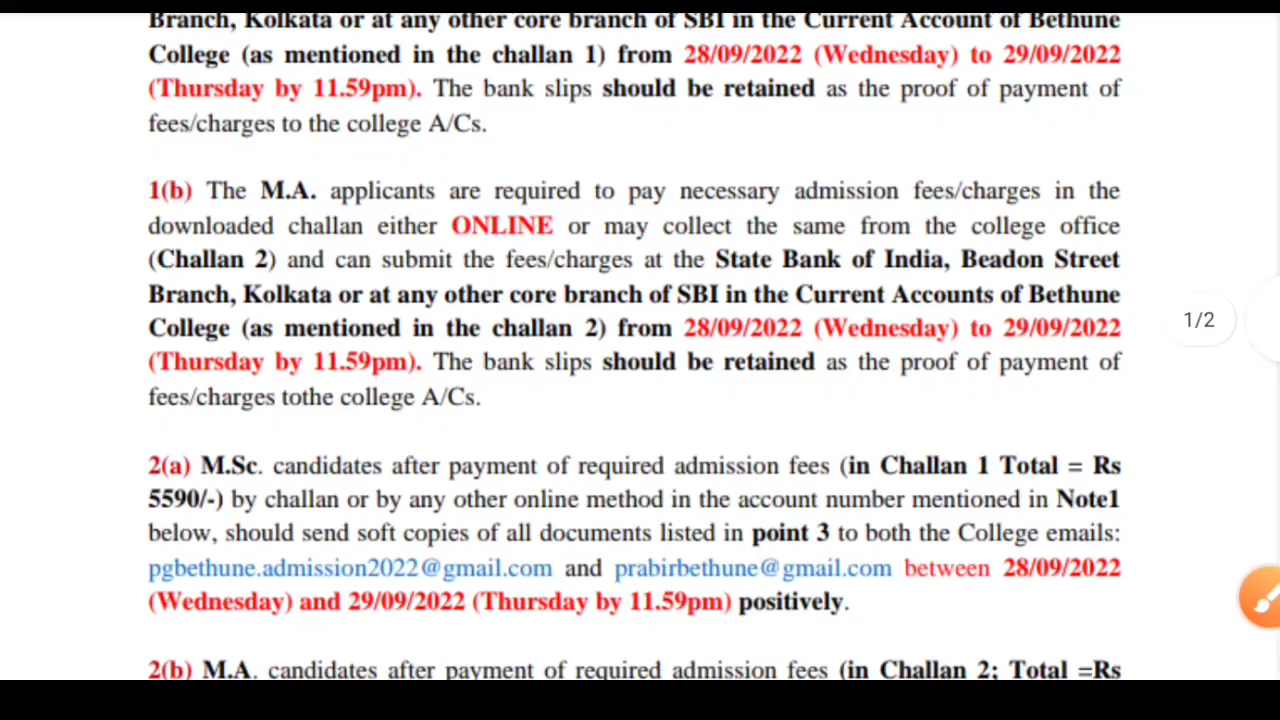 Branch, Kolkata or at any other core branch of SBI in the Current Account of Bethune
College (as mentioned in the challan 1) from 28/09/2022 (Wednesday) to 29/09/2022
(Thursday by 11.59pm). The bank slips should be retained as the proof of payment of
fees/charges to the college A/Cs.
1(b) The M.A. applicants are required to pay necessary admission fees/charges in the
downloaded challan either ONLINE or may collect the same from the college office
(Challan 2) and can submit the fees/charges at the State Bank of India, Beadon Street
Branch, Kolkata or at any other core branch of SBI in the Current Accounts of Bethune
College (as mentioned in the challan 2) from 28/09/2022 (Wednesday) to 29/09/2022
(Thursday by 11.59pm). The bank slips should be retained as the proof of payment of
fees/charges tothe college A/Cs.
1/2
2(a) M.Sc. candidates after payment of required admission fees (in Challan 1 Total = Rs
5590/-) by challan or by any other online method in the account number mentioned in Note1
below, should send soft copies of all documents listed in point 3 to both the College emails:
pgbethune.admission2022@gmail.com and prabirbethune@gmail.com between 28/09/2022
(Wednesday) and 29/09/2022 (Thursday by 11.59pm) positively.
2(b) M.A. candidates after payment of required admission fees (in Challan 2; Total =Rs